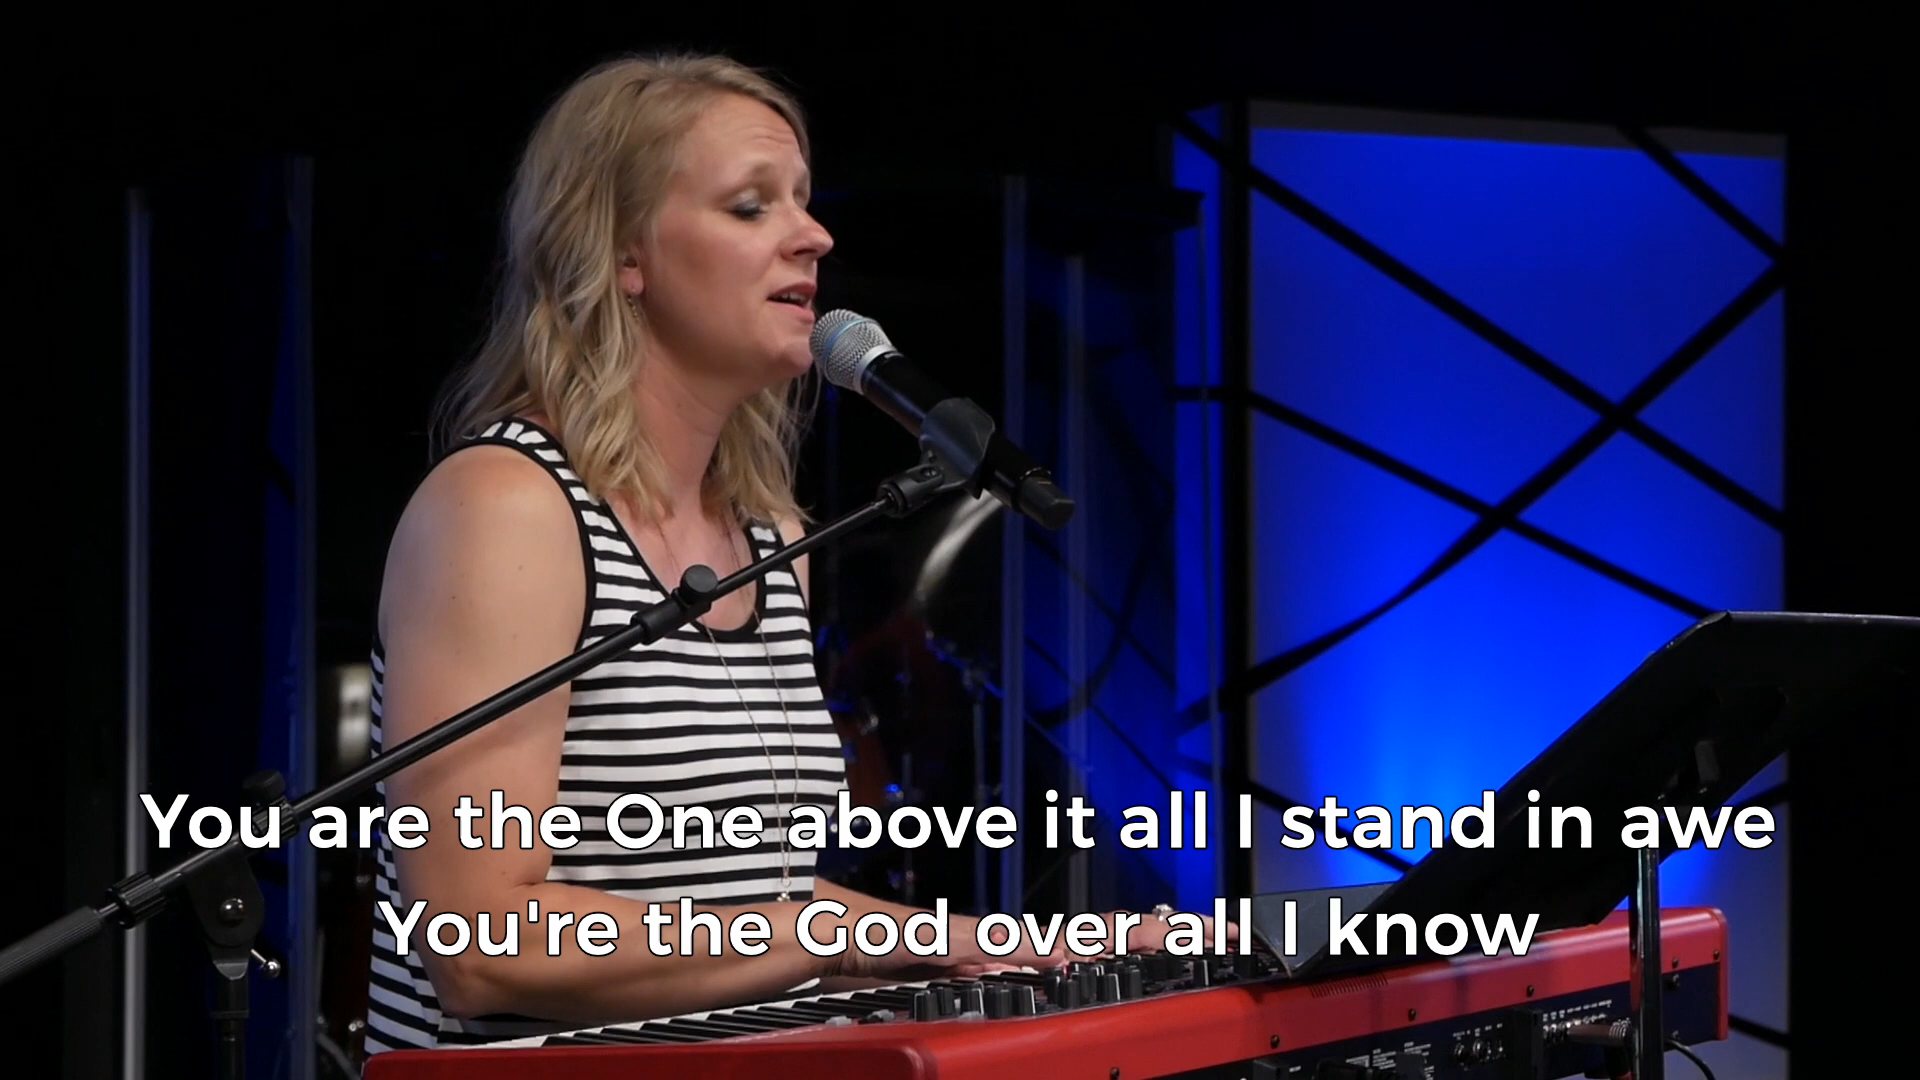 You are the One above it all I stand in awe
You're the God over all I know